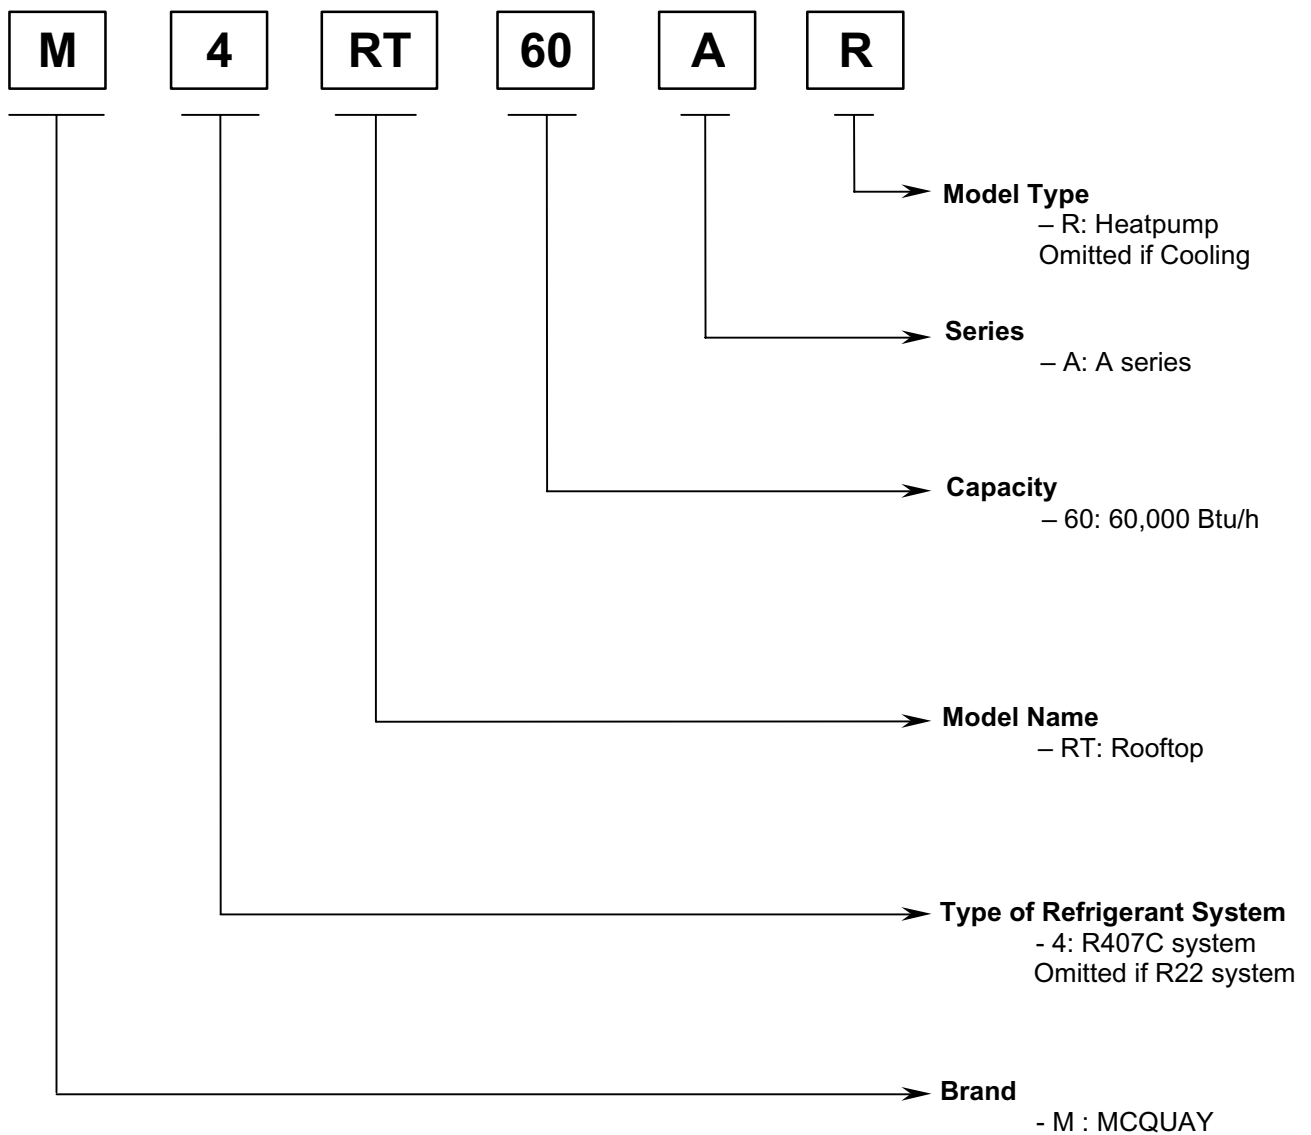 M 4 RT 60 A R
Model Type
– R: Heatpump
Omitted if Cooling
Series
– A: A series
Capacity
– 60: 60,000 Btu/h
Model Name
– RT: Rooftop
Type of Refrigerant System
- 4: R407C system
Omitted if R22 system
Brand
- M : MCQUAY